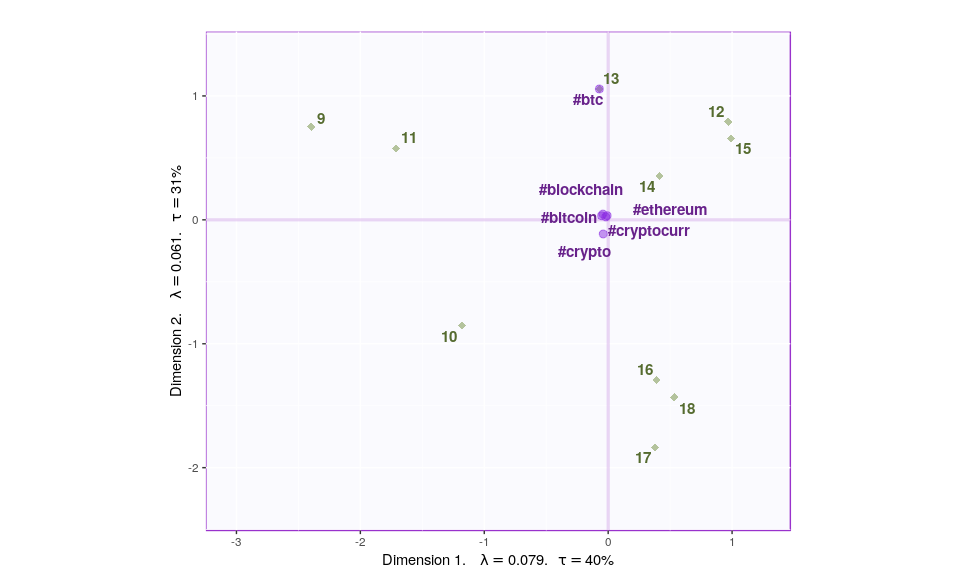 13
#btc
12
9
11
15
14
#blockchain
#ethereum
#bitcoin
#cryptocurr
#crypto
10
16
18
17
1
0
-1
-2
-3
-2
-1
0
1
Dimension 1. λ = 0.079. τ = 40%
Dimension 2. λ = 0.061. τ = 31%